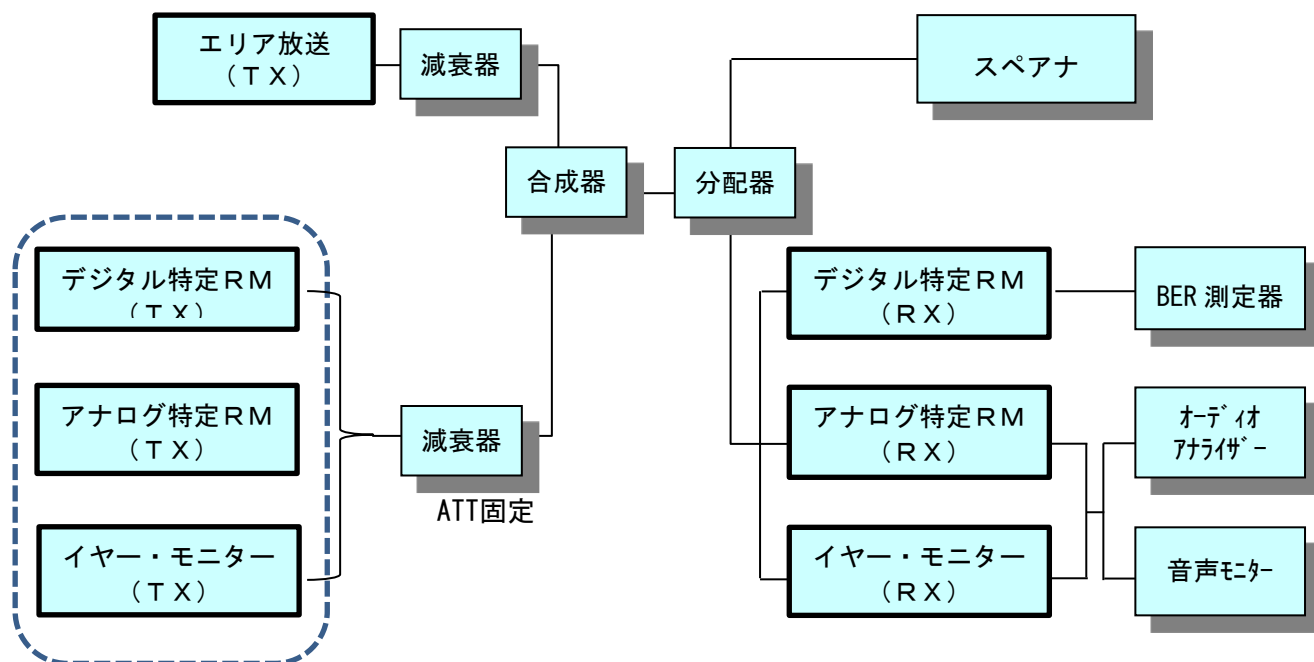 エリア放送
(ＴＸ)
減衰器
スペアナ
合成器
分配器
デジタル特定ＲＭ
(ＴＸ)
アナログ特定ＲＭ
(ＴＸ)
イヤー・モニター
(ＴＸ)
減衰器
ATT固定
デジタル特定ＲＭ
(ＲＸ)
BER 測定器
アナログ特定ＲＭ
(ＲＸ)
ｵｰﾃﾞｨｵ
ｱﾅﾗｲｻﾞｰ
イヤー・モニター
(ＲＸ)
音声ﾓﾆﾀｰ